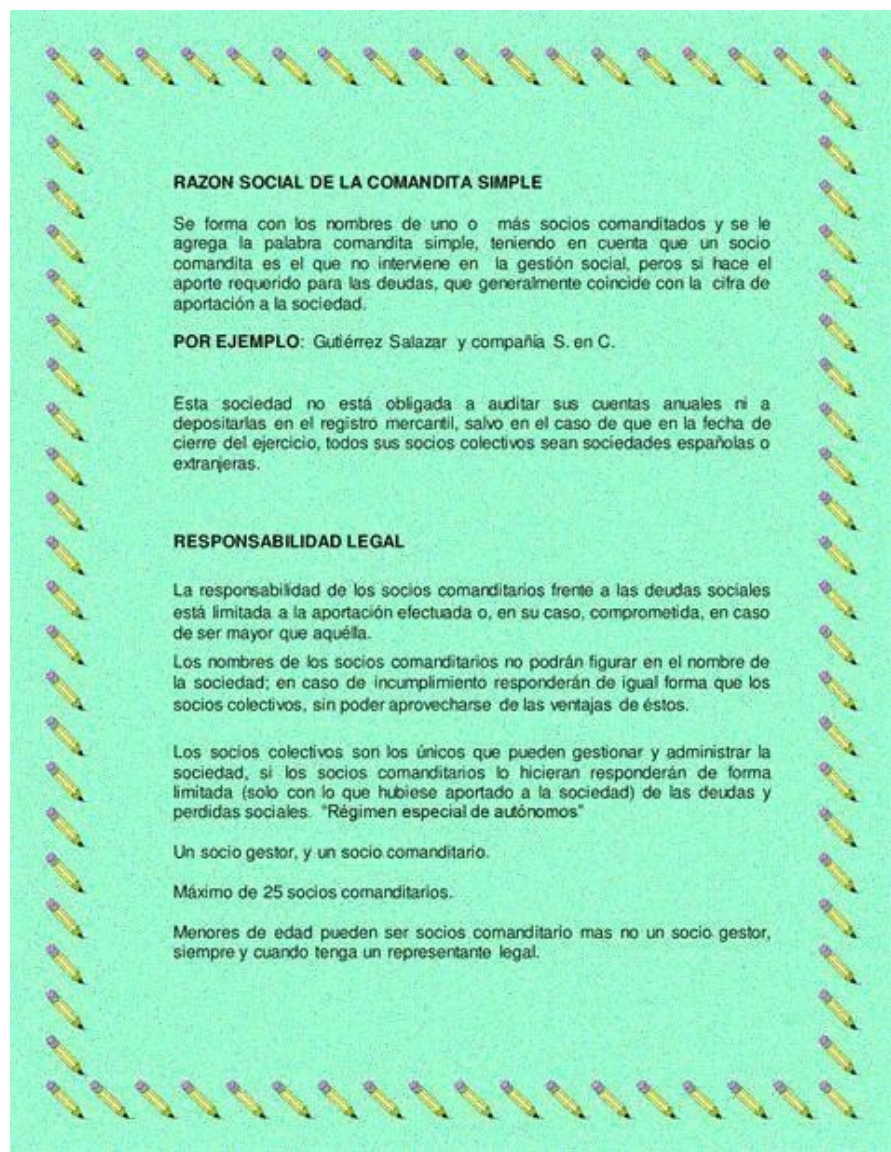 RAZON SOCIAL DE LA COMANDITA SIMPLE
Se forma con los nombres de uno o más socios comanditados y se le
agrega la palabra comandita simple, teniendo en cuenta que un socio
comandita es el que no interviene en la gestión social, peros si hace el
aporte requerido para las deudas, que generalmente coincide con la cifra de
aportación a la sociedad.
POR EJEMPLO: Gutiérrez Salazar y compañía S. en C.
Esta sociedad no está obligada a auditar sus cuentas anuales ni a
depositarlas en el registro mercantil, salvo en el caso de que en la fecha de
cierre del ejercicio, todos sus socios colectivos sean sociedades españolas o
extranjeras.
RESPONSABILIDAD LEGAL
La responsabilidad de los socios comanditarios frente a las deudas sociales
está limitada a la aportación efectuada o, en su caso, comprometida, en caso
de ser mayor que aquélla.
Los nombres de los socios comanditarios no podrán figurar en el nombre de
la sociedad; en caso de incumplimiento responderán de igual forma que los
socios colectivos, sin poder aprovecharse de las ventajas de éstos.
Los socios colectivos son los únicos que pueden gestionar y administrar la
sociedad, si los socios comanditarios lo hicieran responderán de forma
limitada (solo con lo que hubiese aportado a la sociedad) de las deudas y
perdidas sociales. "Régimen especial de autónomos"
Un socio gestor, y un socio comanditario.
Máximo de 25 socios comanditarios.
Menores de edad pueden ser socios comanditario mas no un socio gestor,
siempre y cuando tenga un representante legal.